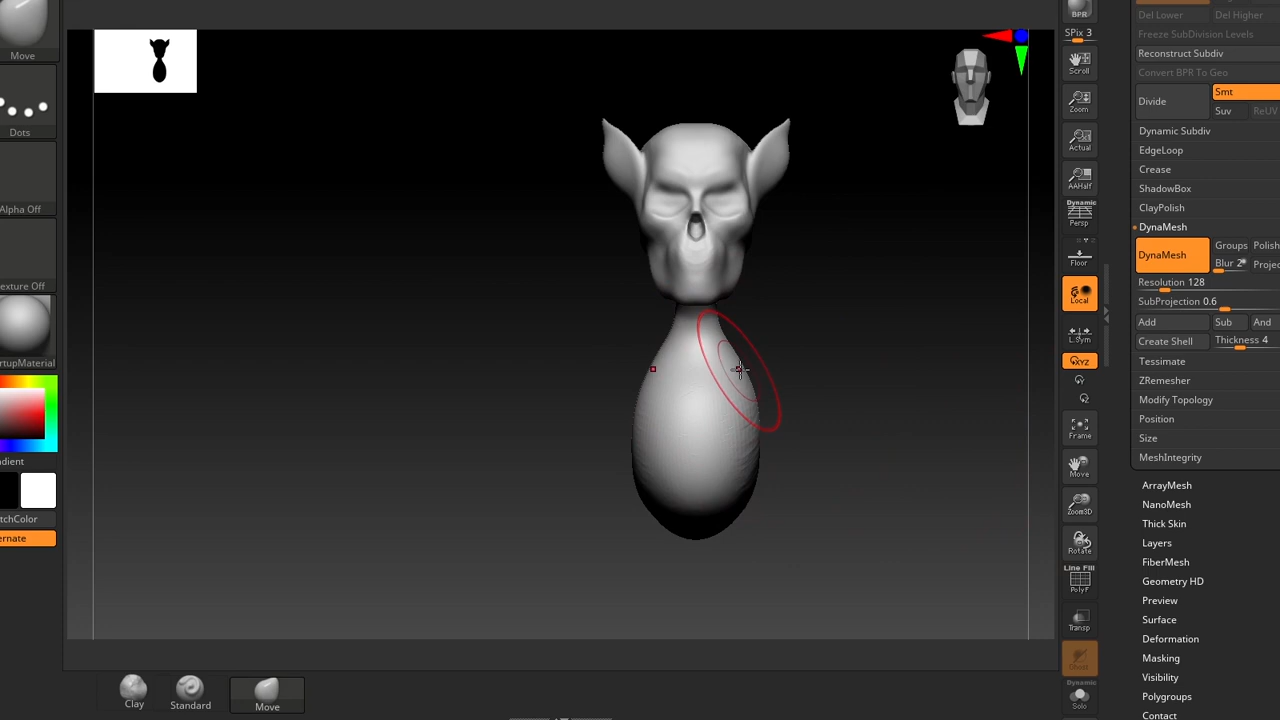 Move
Dots
Alpha Off
exture Off
rtupMaterial
dient
tchColor
ernate
Clay
Standard
Move
BPR
SPix 3
Scroll
Zoom
Actual
AAHalf
Dynamic
Persp
Floor
Local
L.Sym
XYZ
Frame
Move
Zoom3D
Rotate
Line Fill
PolyF
Transp
Ghost
Dynamic
Solo
Del Lower Del Higher
Freeze SubDivision Levels
Reconstruct Subdiv
Convert BPR To Geo
Divide Smt
Suv ReUV
Dynamic Subdiv
EdgeLoop
Crease
ShadowBox
ClayPolish
DynaMesh
DynaMesh Groups Polish
Blur 2 Projec
Resolution 128
SubProjection 0.6
Add Sub And
Create Shell Thickness 4
Tessimate
ZRemesher
Modify Topology
Position
Size
MeshIntegrity
ArrayMesh
NanoMesh
Thick Skin
Layers
FiberMesh
Geometry HD
Preview
Surface
Deformation
Masking
Visibility
Polygroups
Contact